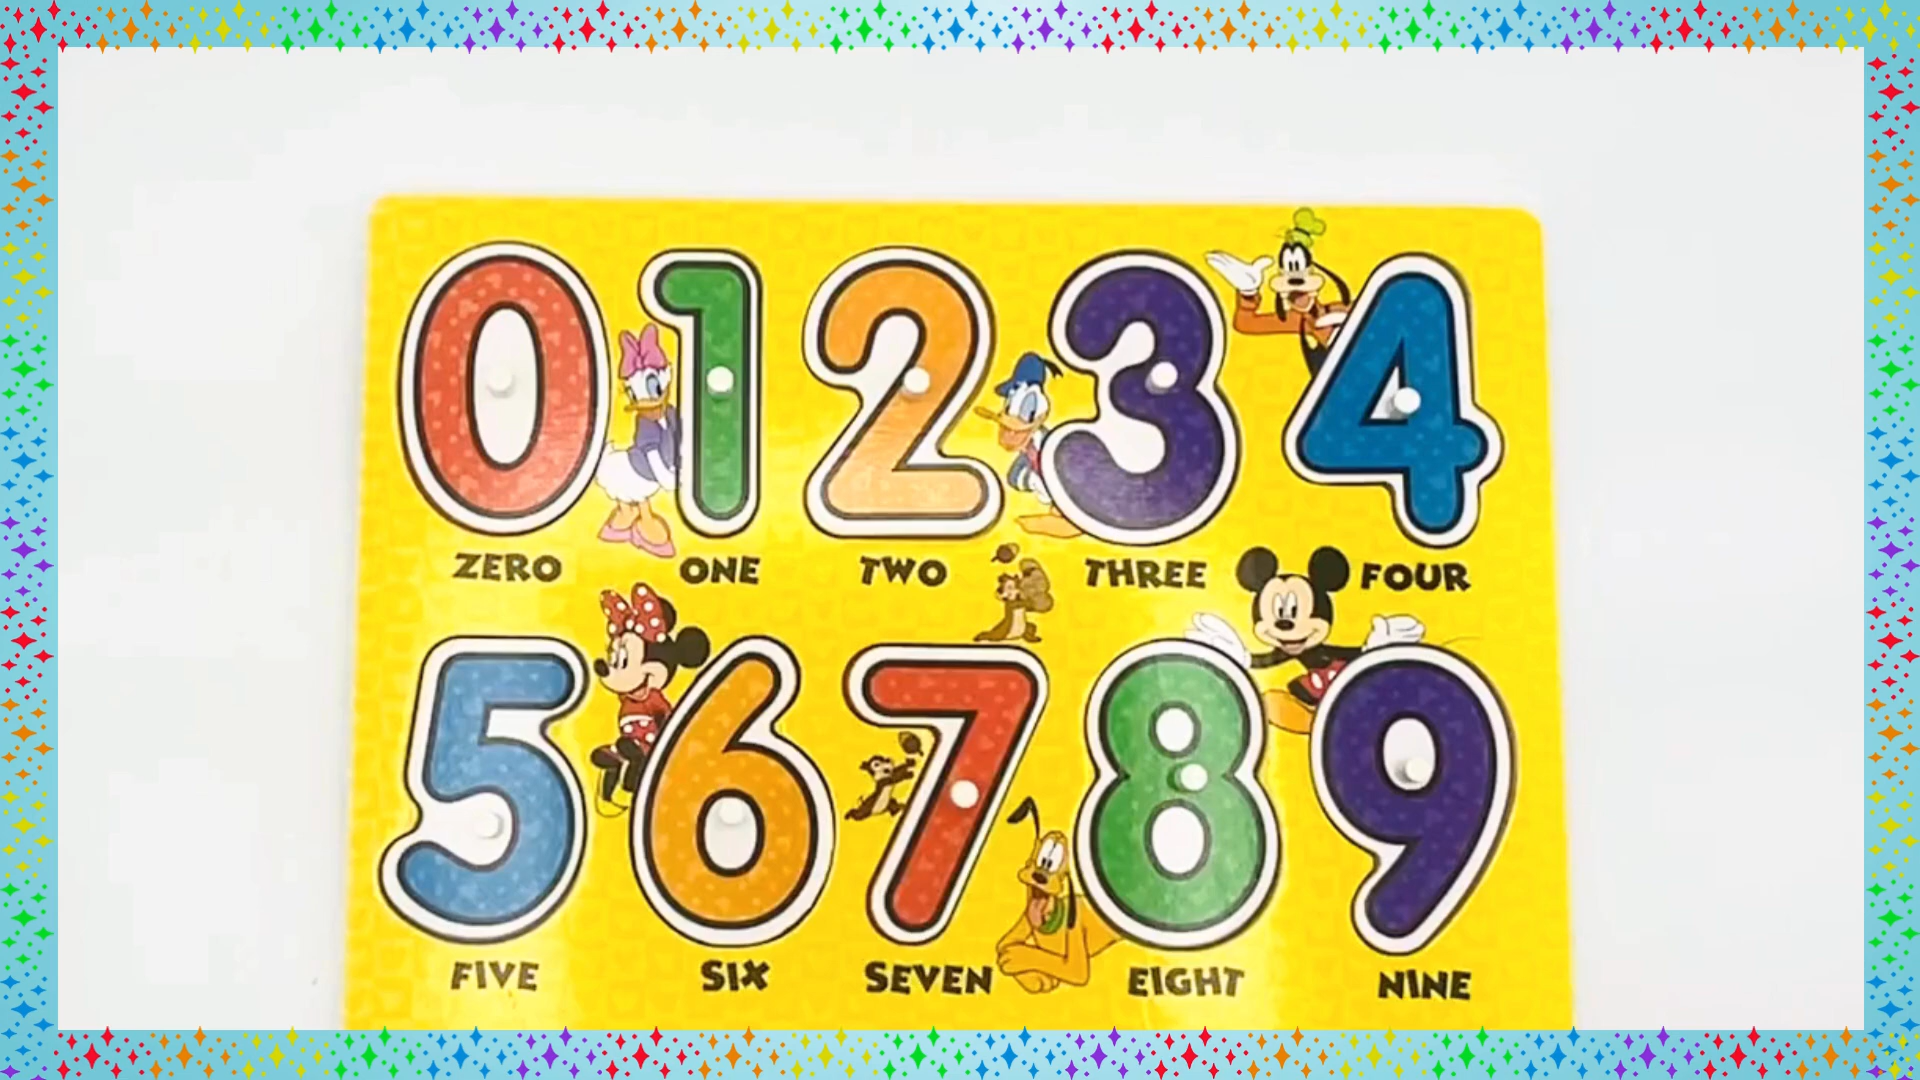 0 1 2 3 4
ZERO ONE TWO THREE FOUR
5 6 7 8 9
FIVE SIX SEVEN EIGHT NINE